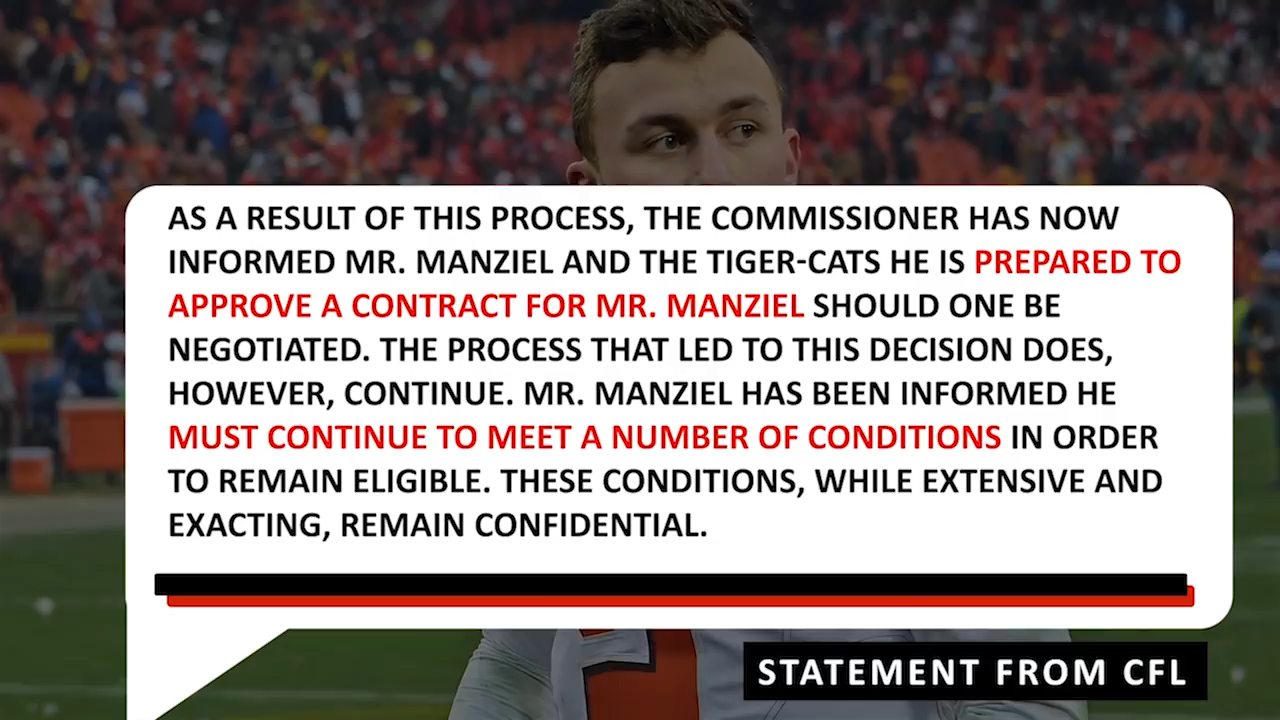 AS A RESULT OF THIS PROCESS, THE COMMISSIONER HAS NOW
INFORMED MR. MANZIEL AND THE TIGER-CATS HE IS PREPARED TO
APPROVE A CONTRACT FOR MR. MANZIEL SHOULD ONE BE
NEGOTIATED. THE PROCESS THAT LED TO THIS DECISION DOES,
HOWEVER, CONTINUE. MR. MANZIEL HAS BEEN INFORMED HE
MUST CONTINUE TO MEET A NUMBER OF CONDITIONS IN ORDER
TO REMAIN ELIGIBLE. THESE CONDITIONS, WHILE EXTENSIVE AND
EXACTING, REMAIN CONFIDENTIAL.
STATEMENT FROM CFL